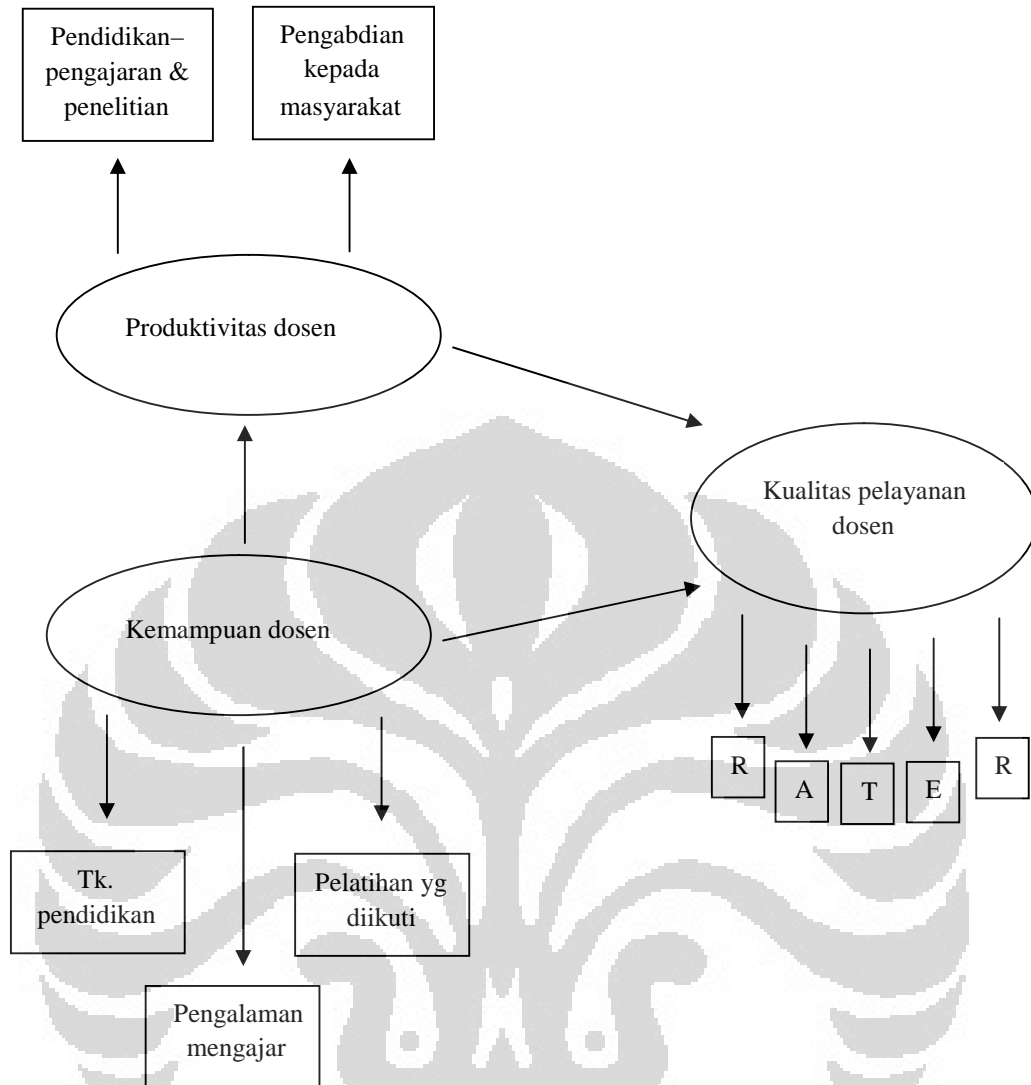 Pendidikan–
pengajaran &
penelitian
Pengabdian
kepada
masyarakat
Produktivitas dosen
Kualitas pelayanan
dosen
Kemampuan dosen
R
A
T
E
R
Tk.
pendidikan
Pelatihan yg
diikuti
Pengalaman
mengajar